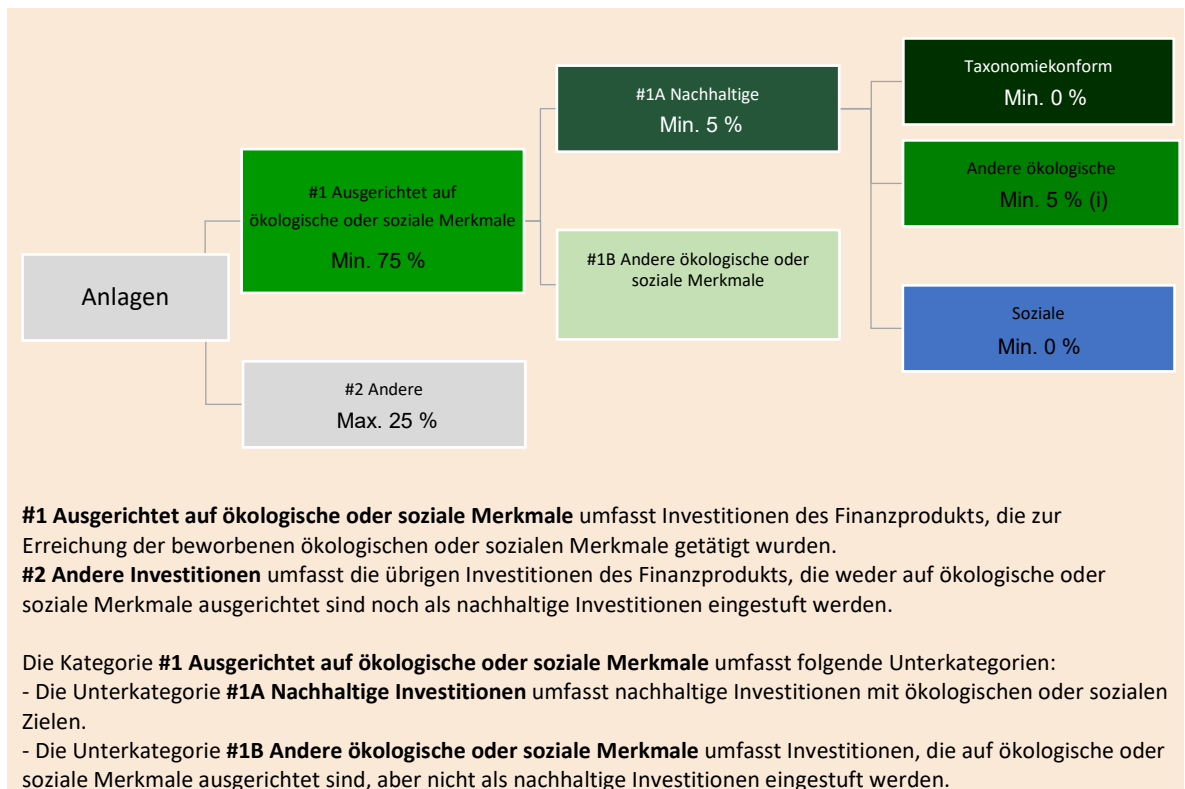 Taxonomiekonform
Min. 0 %
#1A Nachhaltige
Min. 5 %
Andere ökologische
Min. 5 % (i)
#1 Ausgerichtet auf
ökologische oder soziale Merkmale
Min. 75 %
#1B Andere ökologische oder
soziale Merkmale
Anlagen
Soziale
Min. 0 %
#2 Andere
Max. 25 %
#1 Ausgerichtet auf ökologische oder soziale Merkmale umfasst Investitionen des Finanzprodukts, die zur
Erreichung der beworbenen ökologischen oder sozialen Merkmale getätigt wurden.
#2 Andere Investitionen umfasst die übrigen Investitionen des Finanzprodukts, die weder auf ökologische oder
soziale Merkmale ausgerichtet sind noch als nachhaltige Investitionen eingestuft werden.
Die Kategorie #1 Ausgerichtet auf ökologische oder soziale Merkmale umfasst folgende Unterkategorien:
- Die Unterkategorie #1A Nachhaltige Investitionen umfasst nachhaltige Investitionen mit ökologischen oder sozialen
Zielen.
- Die Unterkategorie #1B Andere ökologische oder soziale Merkmale umfasst Investitionen, die auf ökologische oder
soziale Merkmale ausgerichtet sind, aber nicht als nachhaltige Investitionen eingestuft werden.